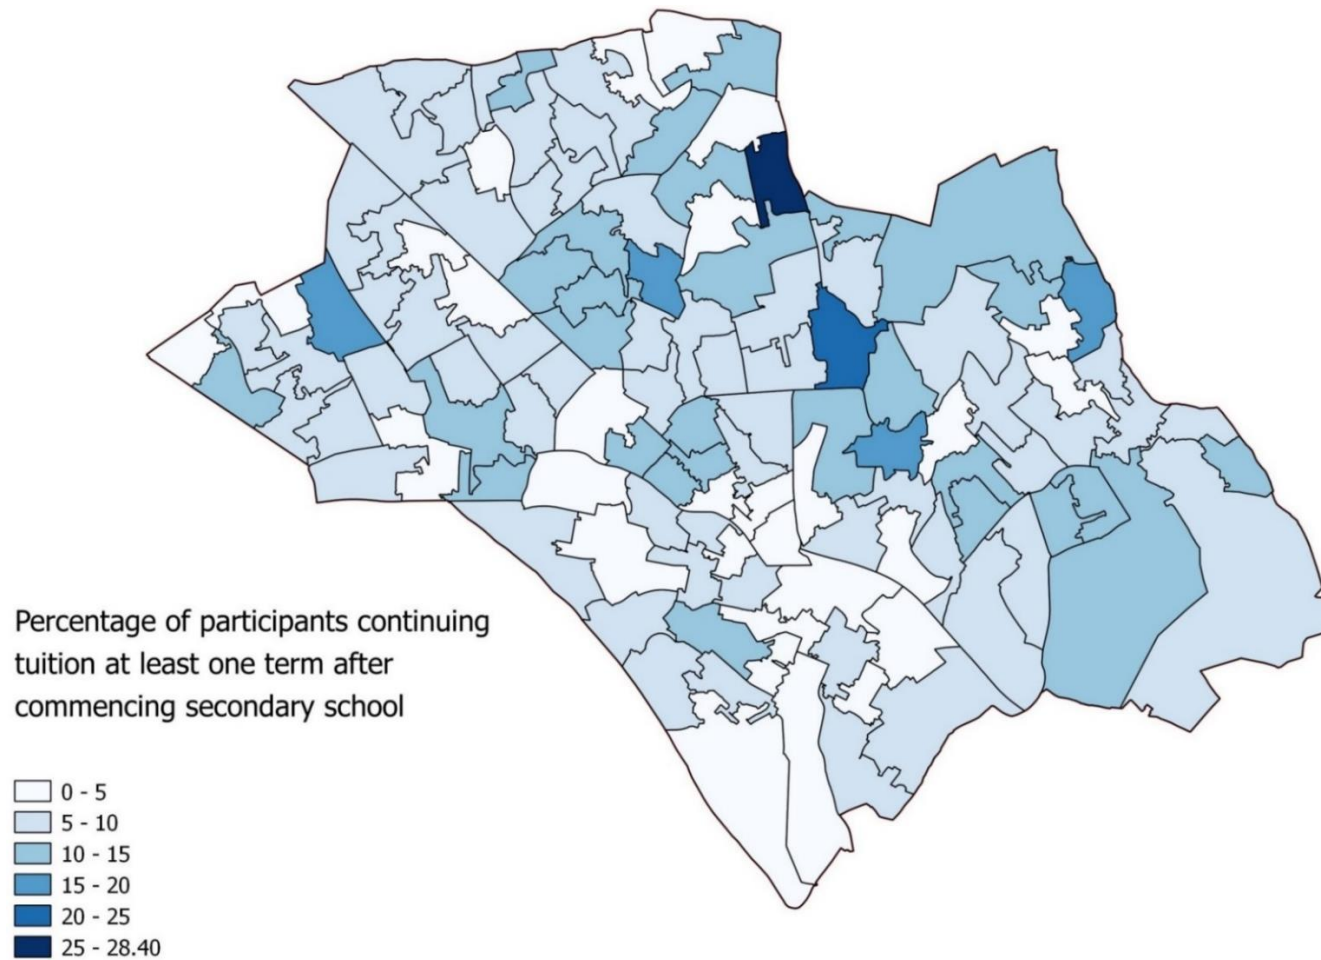 Percentage of participants continuing
tuition at least one term after
commencing secondary school
0 - 5
5 - 10
10 - 15
15 - 20
20 - 25
25 - 28.40